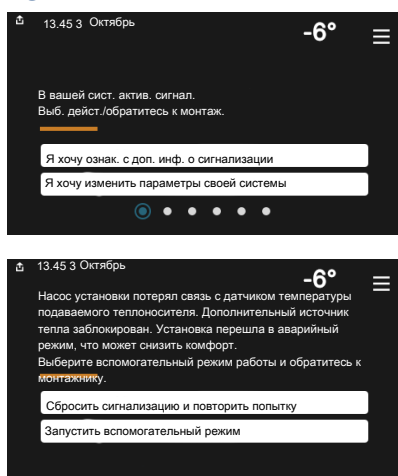 13.45 3 Октябрь
-6°
В вашей сист. актив. сигнал.
Выб. дейст./обратитесь к монтаж.
Я хочу ознак. с доп. инф. о сигнализации
Я хочу изменить параметры своей системы
13.45 3 Октябрь
-6°
Насос установки потерял связь с датчиком температуры
подаваемого теплоносителя. Дополнительный источник
тепла заблокирован. Установка перешла в аварийный
режим, что может снизить комфорт.
Выберите вспомогательный режим работы и обратитесь к
монтажнику.
Сбросить сигнализацию и повторить попытку
Запустить вспомогательный режим